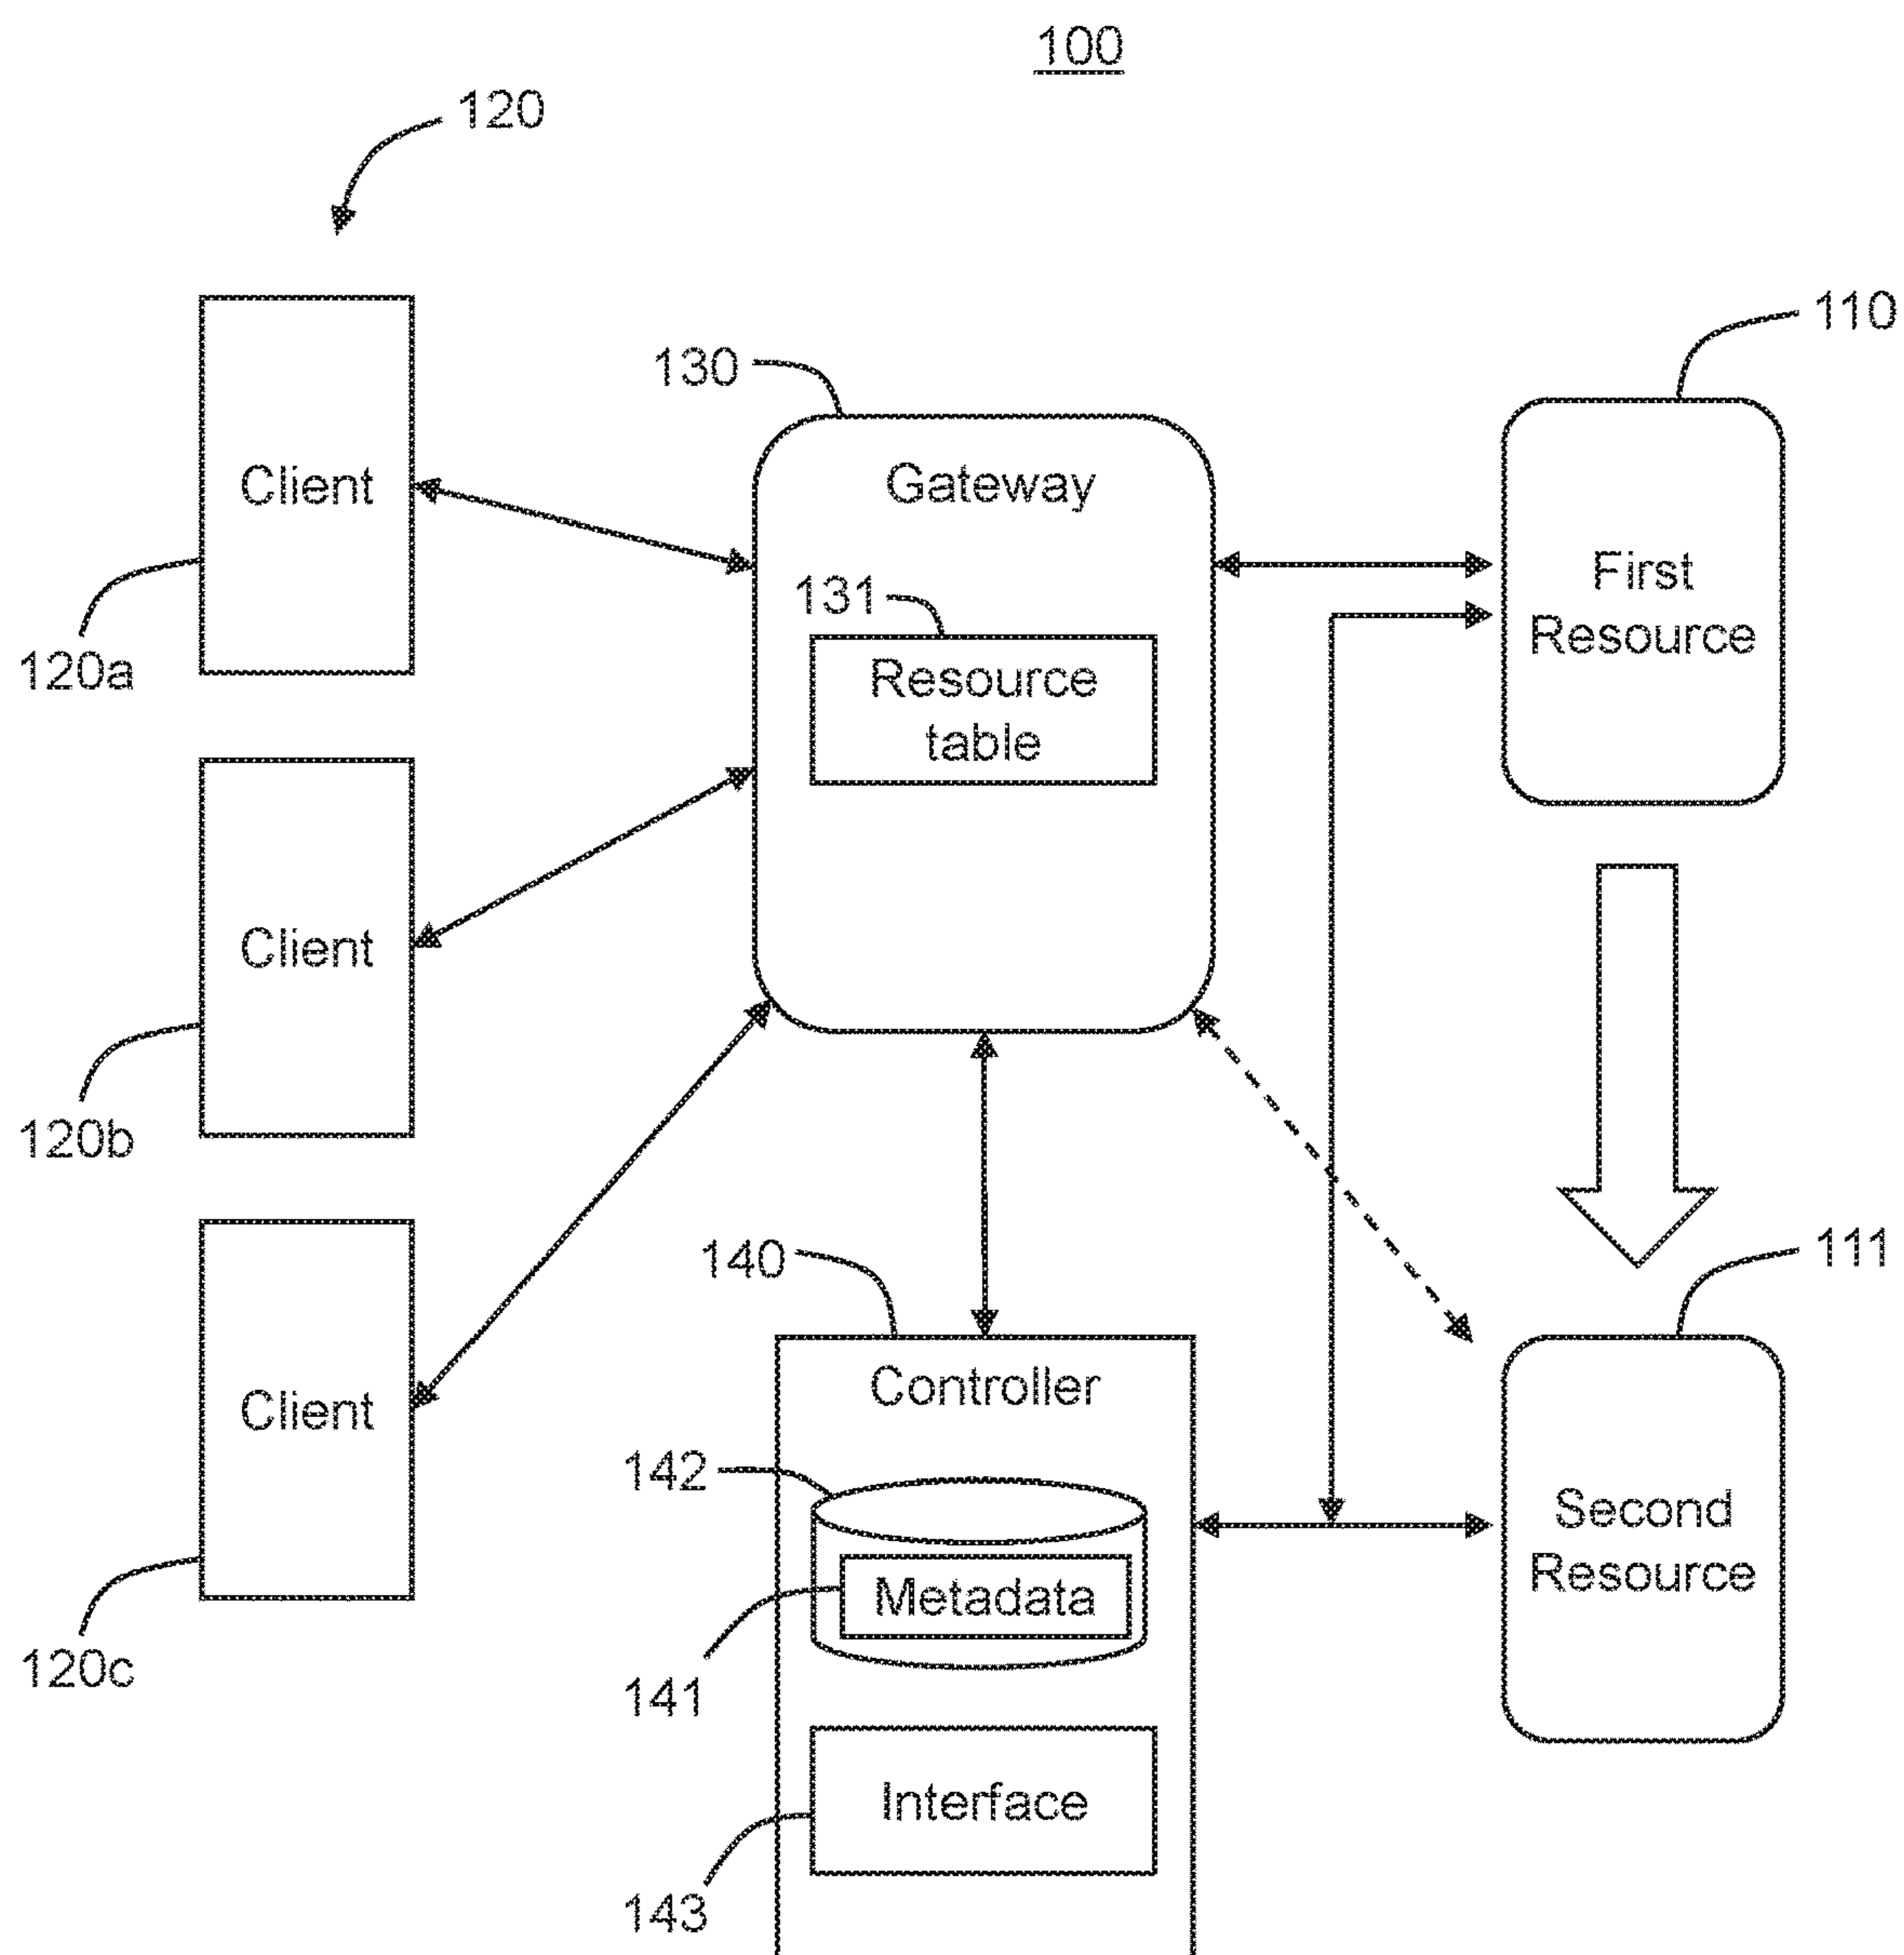 100
120
110
130
Client
Gateway
First
Resource
131
Resource
table
120a
Client
120b
140
111
Controller
Client
142
Second
Resource
Metadata
120c
141
Interface
143